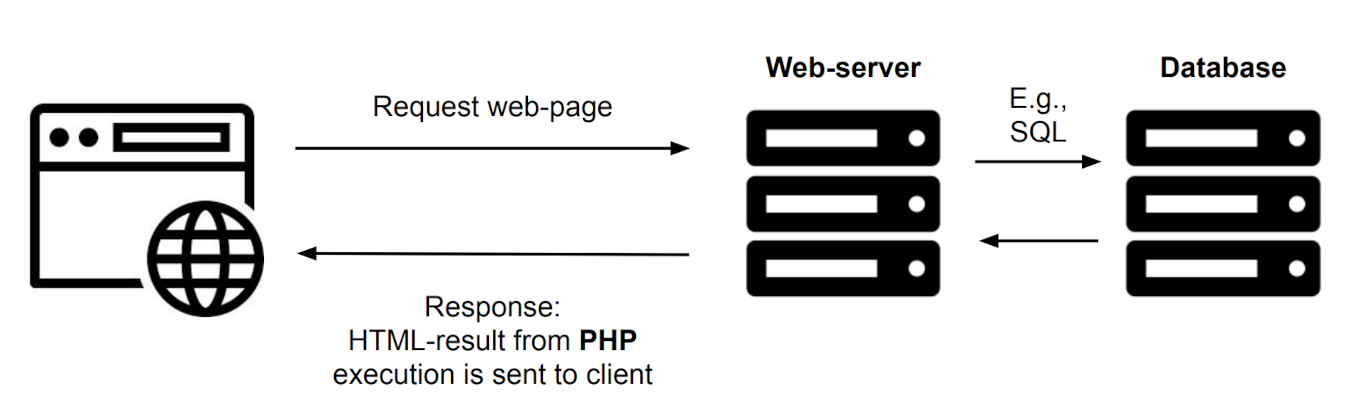 Web-server
Database
Request web-page
E.g.,
SQL
Response:
HTML-result from PHP
execution is sent to client